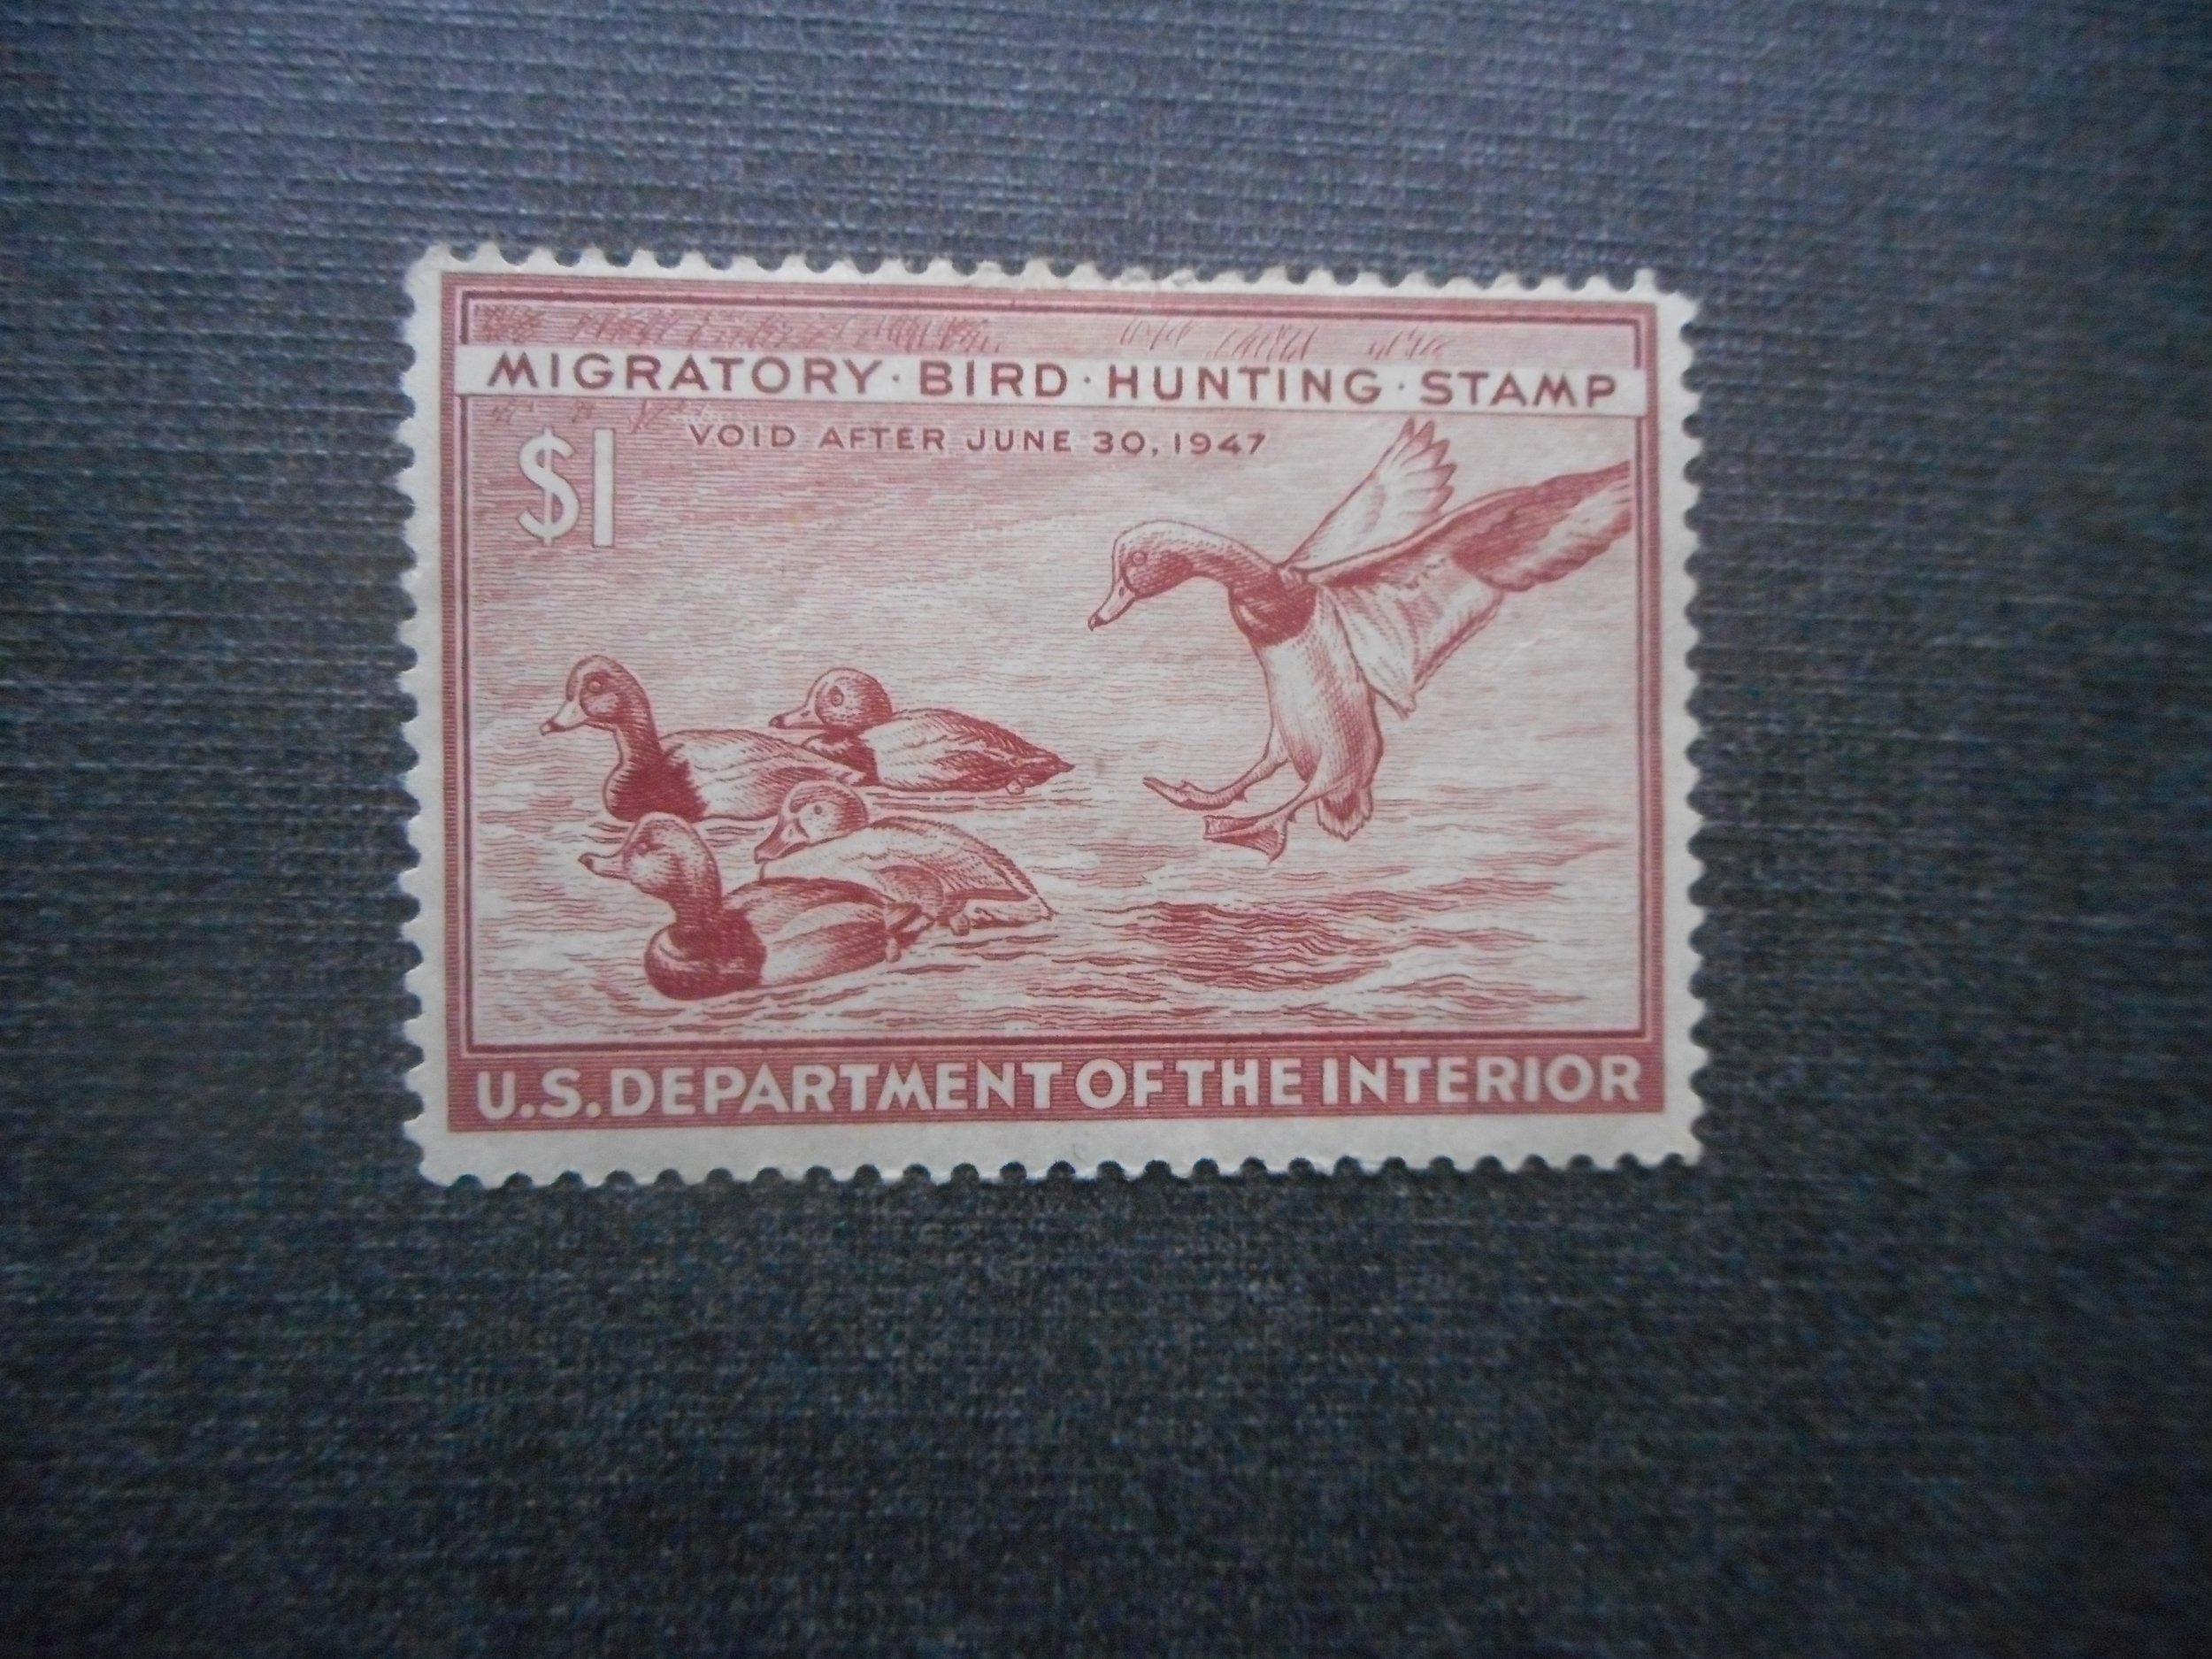 MIGRATORY · BIRD · HUNTING · STAMP
VOID AFTER JUNE 30, 1947
$1
U.S. DEPARTMENT OF THE INTERIOR